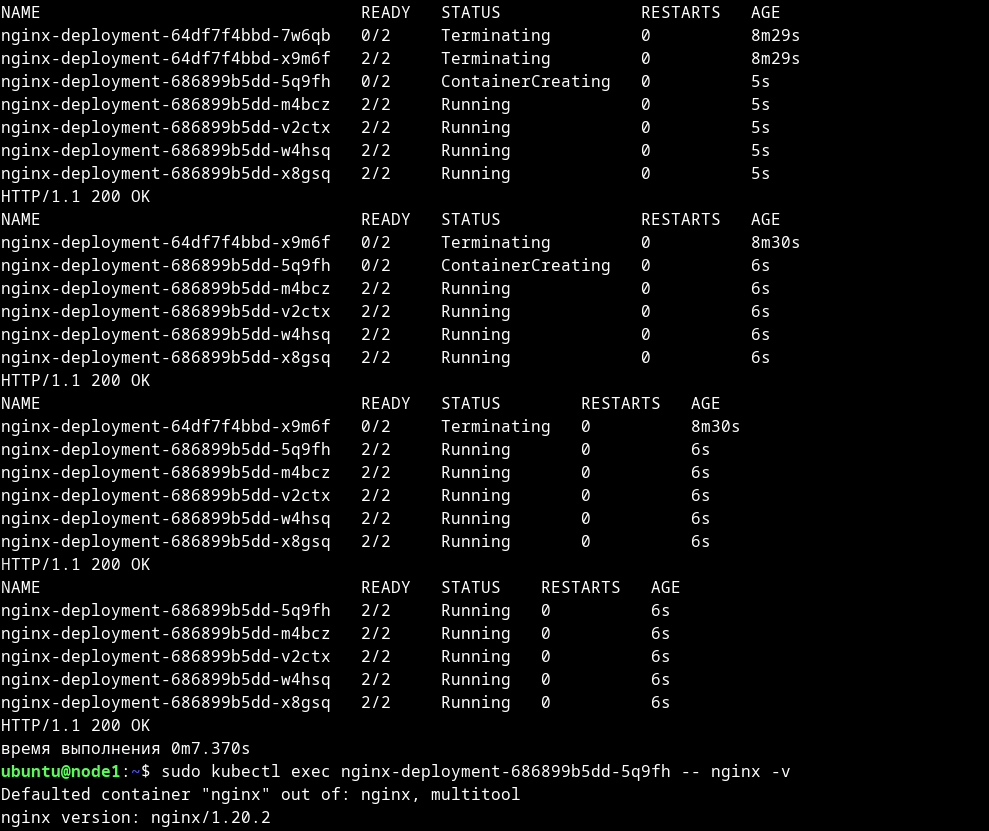 NAME READY STATUS RESTARTS AGE
nginx-deployment-64df7f4bbd-7w6qb 0/2 Terminating 0 8m29s
nginx-deployment-64df7f4bbd-x9m6f 2/2 Terminating 0 8m29s
nginx-deployment-686899b5dd-5q9fh 0/2 ContainerCreating 0 5s
nginx-deployment-686899b5dd-m4bcz 2/2 Running 0 5s
nginx-deployment-686899b5dd-v2ctx 2/2 Running 0 5s
nginx-deployment-686899b5dd-w4hsq 2/2 Running 0 5s
nginx-deployment-686899b5dd-x8gsq 2/2 Running 0 5s
HTTP/1.1 200 OK
NAME READY STATUS RESTARTS AGE
nginx-deployment-64df7f4bbd-x9m6f 0/2 Terminating 0 8m30s
nginx-deployment-686899b5dd-5q9fh 0/2 ContainerCreating 0 6s
nginx-deployment-686899b5dd-m4bcz 2/2 Running 0 6s
nginx-deployment-686899b5dd-v2ctx 2/2 Running 0 6s
nginx-deployment-686899b5dd-w4hsq 2/2 Running 0 6s
nginx-deployment-686899b5dd-x8gsq 2/2 Running 0 6s
HTTP/1.1 200 OK
NAME READY STATUS RESTARTS AGE
nginx-deployment-64df7f4bbd-x9m6f 0/2 Terminating 0 8m30s
nginx-deployment-686899b5dd-5q9fh 2/2 Running 0 6s
nginx-deployment-686899b5dd-m4bcz 2/2 Running 0 6s
nginx-deployment-686899b5dd-v2ctx 2/2 Running 0 6s
nginx-deployment-686899b5dd-w4hsq 2/2 Running 0 6s
nginx-deployment-686899b5dd-x8gsq 2/2 Running 0 6s
HTTP/1.1 200 OK
NAME READY STATUS RESTARTS AGE
nginx-deployment-686899b5dd-5q9fh 2/2 Running 0 6s
nginx-deployment-686899b5dd-m4bcz 2/2 Running 0 6s
nginx-deployment-686899b5dd-v2ctx 2/2 Running 0 6s
nginx-deployment-686899b5dd-w4hsq 2/2 Running 0 6s
nginx-deployment-686899b5dd-x8gsq 2/2 Running 0 6s
HTTP/1.1 200 OK
время выполнения 0m7.370s
ubuntu@node1:~$ sudo kubectl exec nginx-deployment-686899b5dd-5q9fh -- nginx -v
Defaulted container "nginx" out of: nginx, multitool
nginx version: nginx/1.20.2